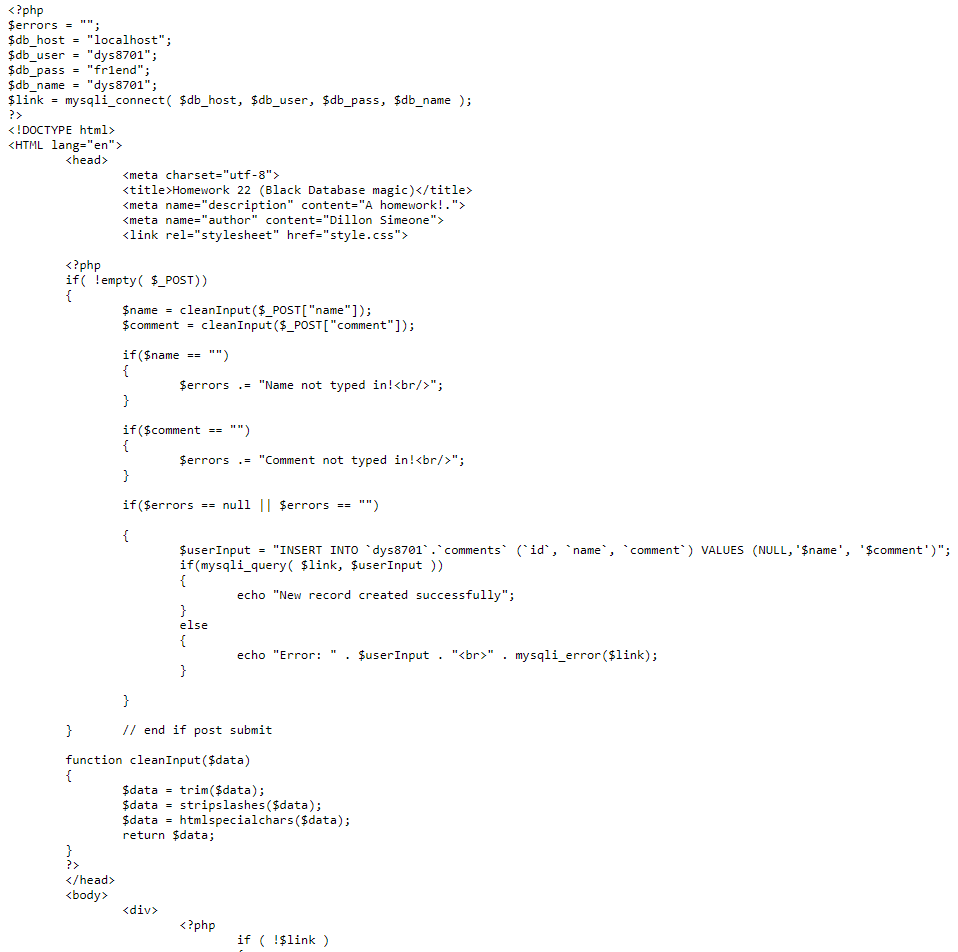 <?php
$errors = "";
$db_host = "localhost";
$db_user = "dys8701";
$db_pass = "fr1end";
$db_name = "dys8701";
$link = mysqli_connect( $db_host, $db_user, $db_pass, $db_name );
?>
<!DOCTYPE html>
<HTML lang="en">
<head>
<meta charset="utf-8">
<title>Homework 22 (Black Database magic)</title>
<meta name="description" content="A homework!.">
<meta name="author" content="Dillon Simeone">
<link rel="stylesheet" href="style.css">
<?php
if( !empty( $_POST))
{
$name = cleanInput($_POST["name"]);
$comment = cleanInput($_POST["comment"]);
if($name == "")
{
$errors .= "Name not typed in!<br/>";
}
if($comment == "")
{
$errors .= "Comment not typed in!<br/>";
}
if($errors == null || $errors == "")
{
$userInput = "INSERT INTO `dys8701`.`comments` (`id`, `name`, `comment`) VALUES (NULL,'$name', '$comment')";
if(mysqli_query( $link, $userInput ))
{
echo "New record created successfully";
}
else
{
echo "Error: " . $userInput . "<br>" . mysqli_error($link);
}
}
} // end if post submit
function cleanInput($data)
{
$data = trim($data);
$data = stripslashes($data);
$data = htmlspecialchars($data);
return $data;
}
?>
</head>
<body>
<div>
<?php
if ( !$link )